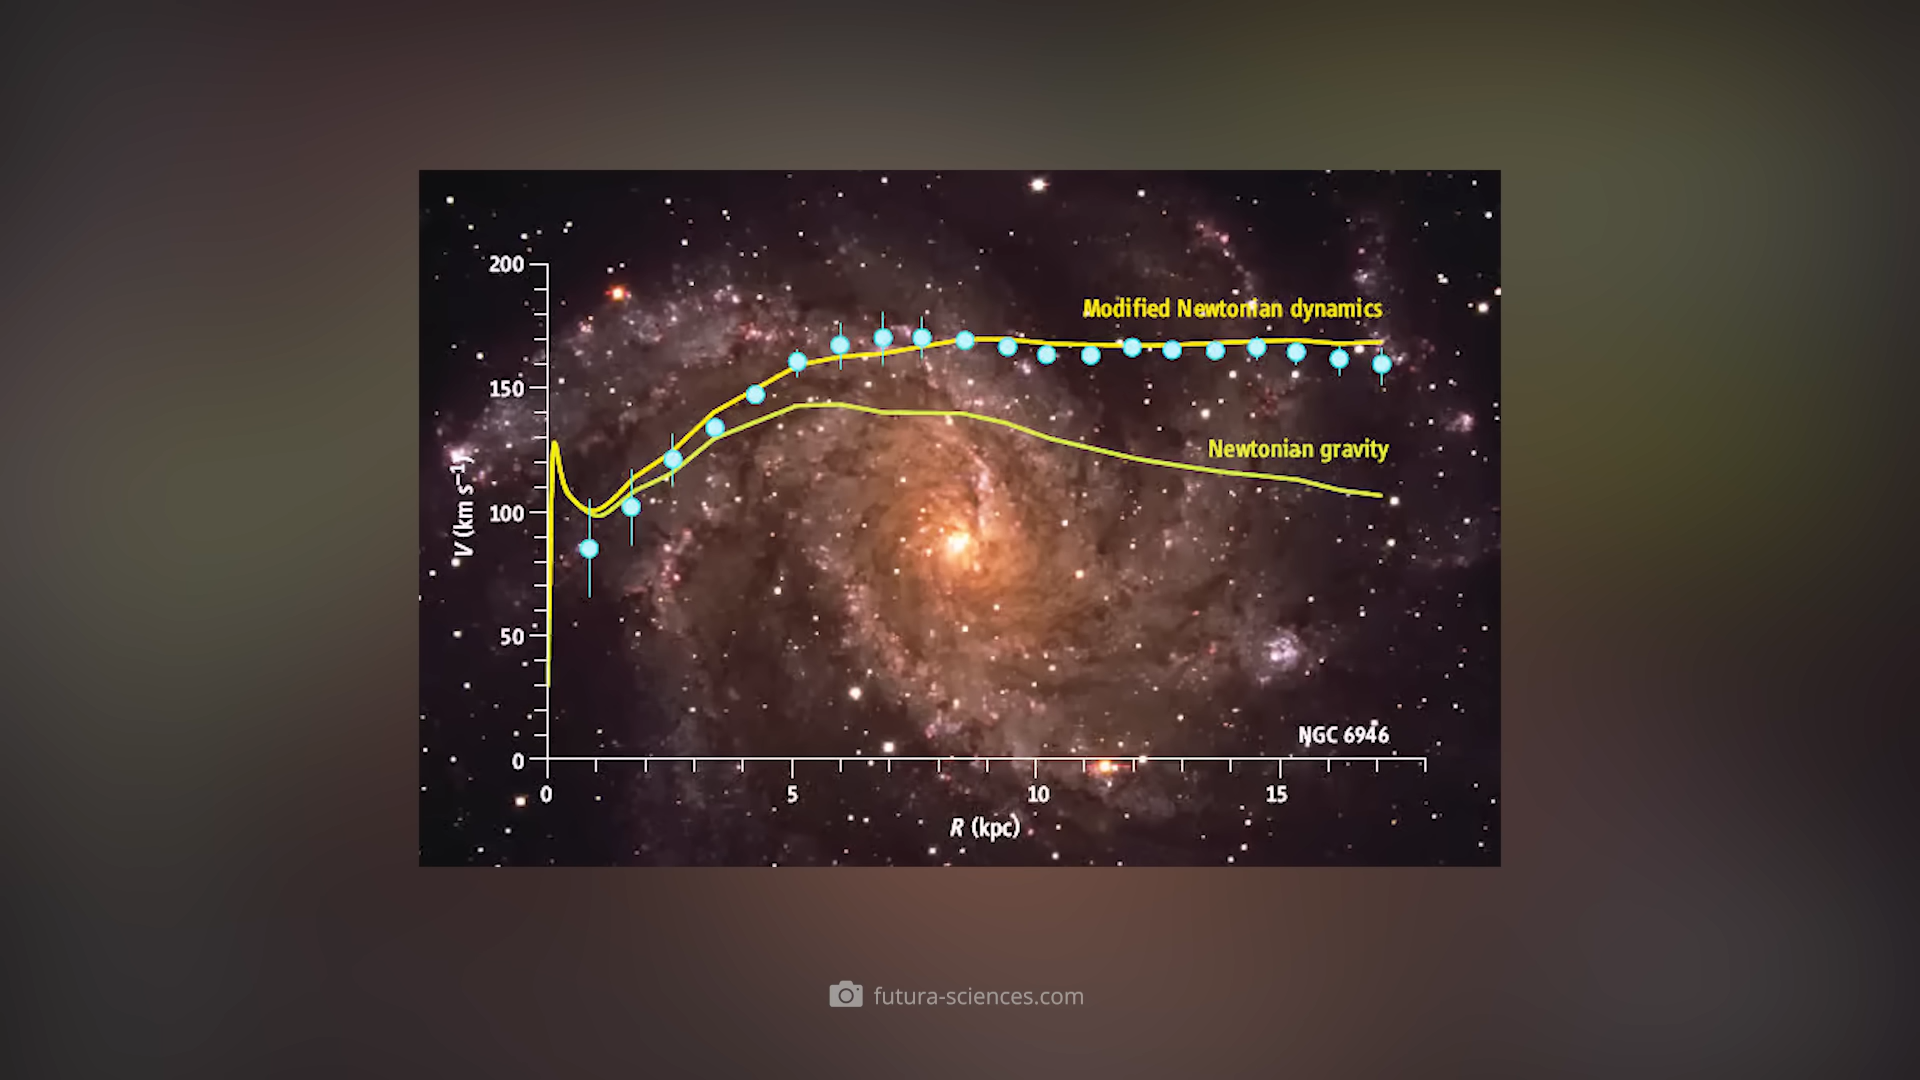 200
Modified Newtonian dynamics
150
Newtonian gravity
V (km s⁻¹)
100
50
NGC 6946
0
0 5 10 15
R (kpc)
futura-sciences.com